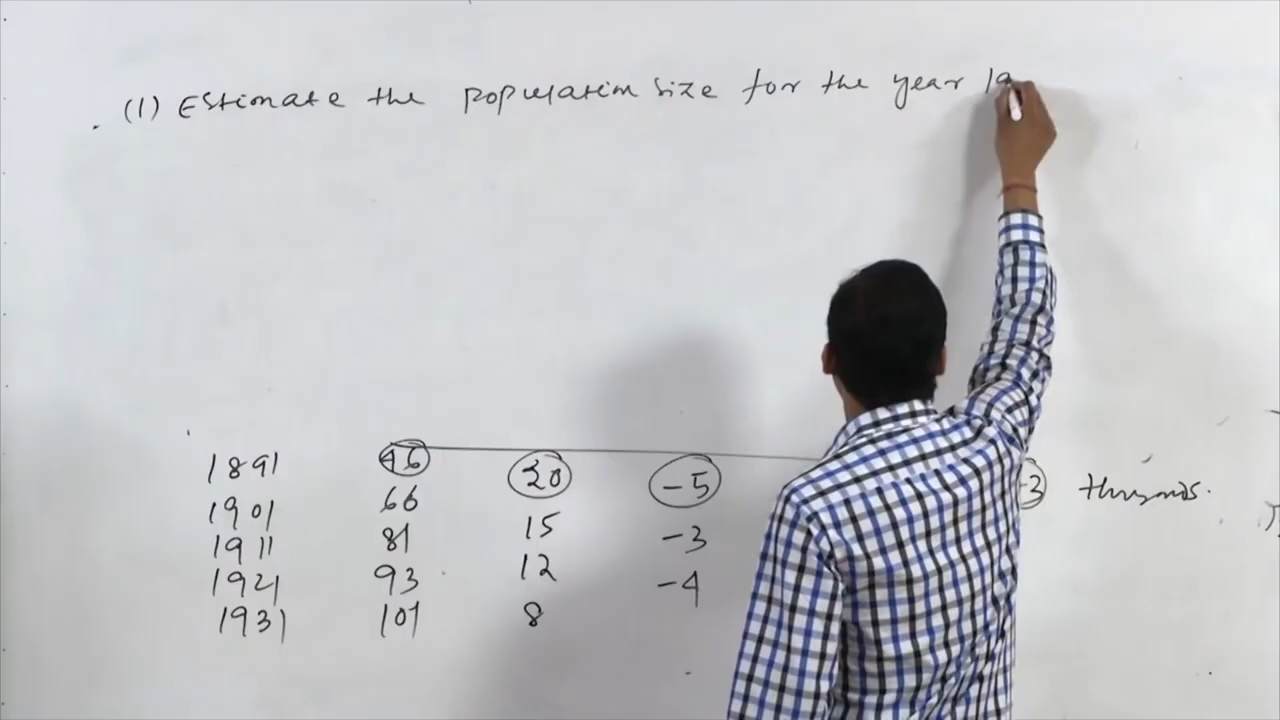 (1) Estimate the population size for the year 19
1891 46 20 -5 -3 thousands.
1901 66 15 -3
1911 81 12 -4
1921 93 8
1931 101